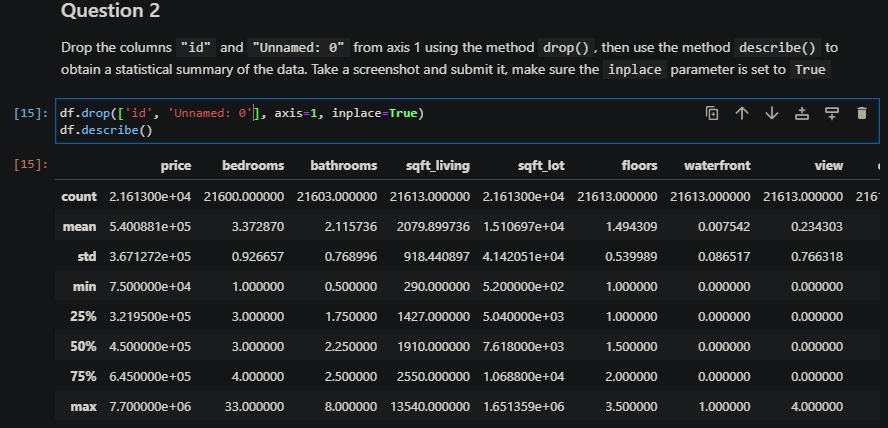 Question 2
Drop the columns "id" and "Unnamed: 0" from axis 1 using the method drop(), then use the method describe() to
obtain a statistical summary of the data. Take a screenshot and submit it, make sure the inplace parameter is set to True
[15]: df.drop(['id', 'Unnamed: 0'], axis=1, inplace=True)
df.describe()
[15]: price bedrooms bathrooms sqft_living sqft_lot floors waterfront view
count 2.161300e+04 21600.000000 21603.000000 21613.000000 2.161300e+04 21613.000000 21613.000000 21613.000000 216
mean 5.400881e+05 3.372870 2.115736 2079.899736 1.510697e+04 1.494309 0.007542 0.234303
std 3.671272e+05 0.926657 0.768996 918.440897 4.142051e+04 0.539989 0.086517 0.766318
min 7.500000e+04 1.000000 0.500000 290.000000 5.200000e+02 1.000000 0.000000 0.000000
25% 3.219500e+05 3.000000 1.750000 1427.000000 5.040000e+03 1.000000 0.000000 0.000000
50% 4.500000e+05 3.000000 2.250000 1910.000000 7.618000e+03 1.500000 0.000000 0.000000
75% 6.450000e+05 4.000000 2.500000 2550.000000 1.068800e+04 2.000000 0.000000 0.000000
max 7.700000e+06 33.000000 8.000000 13540.000000 1.651359e+06 3.500000 1.000000 4.000000